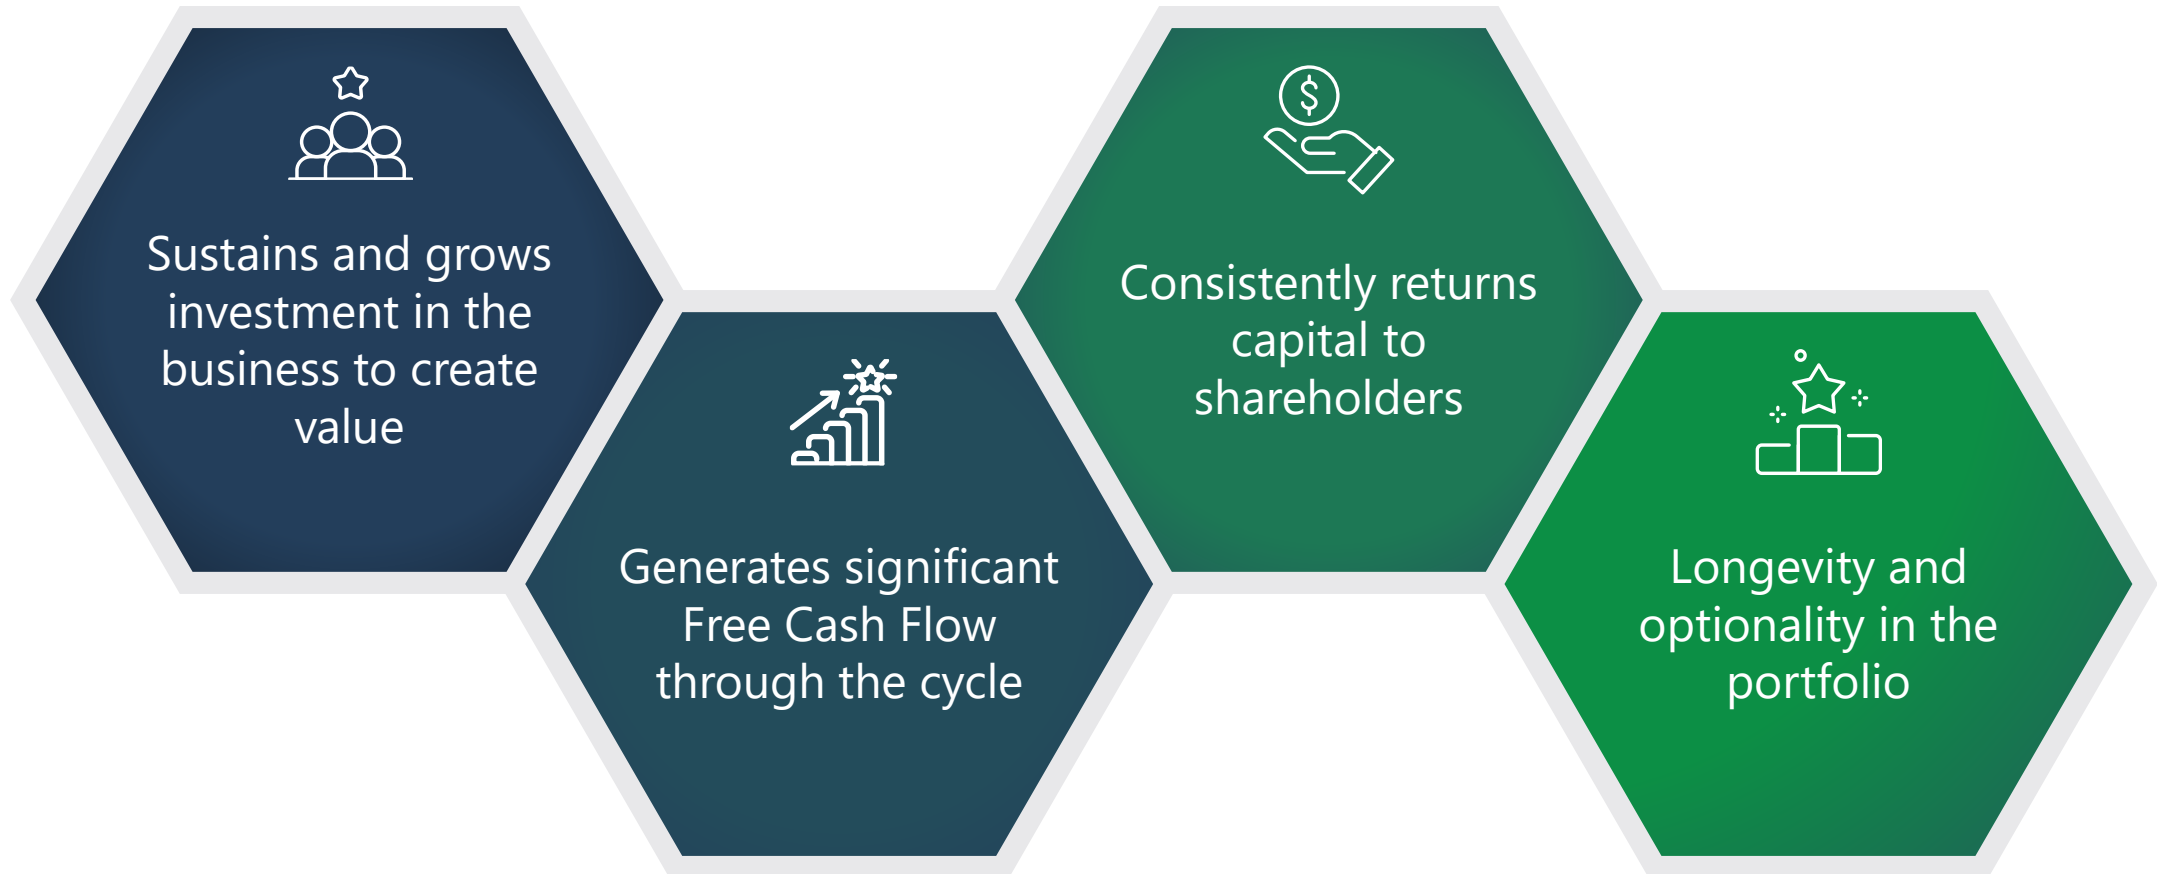 Sustains and grows
investment in the
business to create
value
Generates significant
Free Cash Flow
through the cycle
$
Consistently returns
capital to
shareholders
Longevity and
optionality in the
portfolio